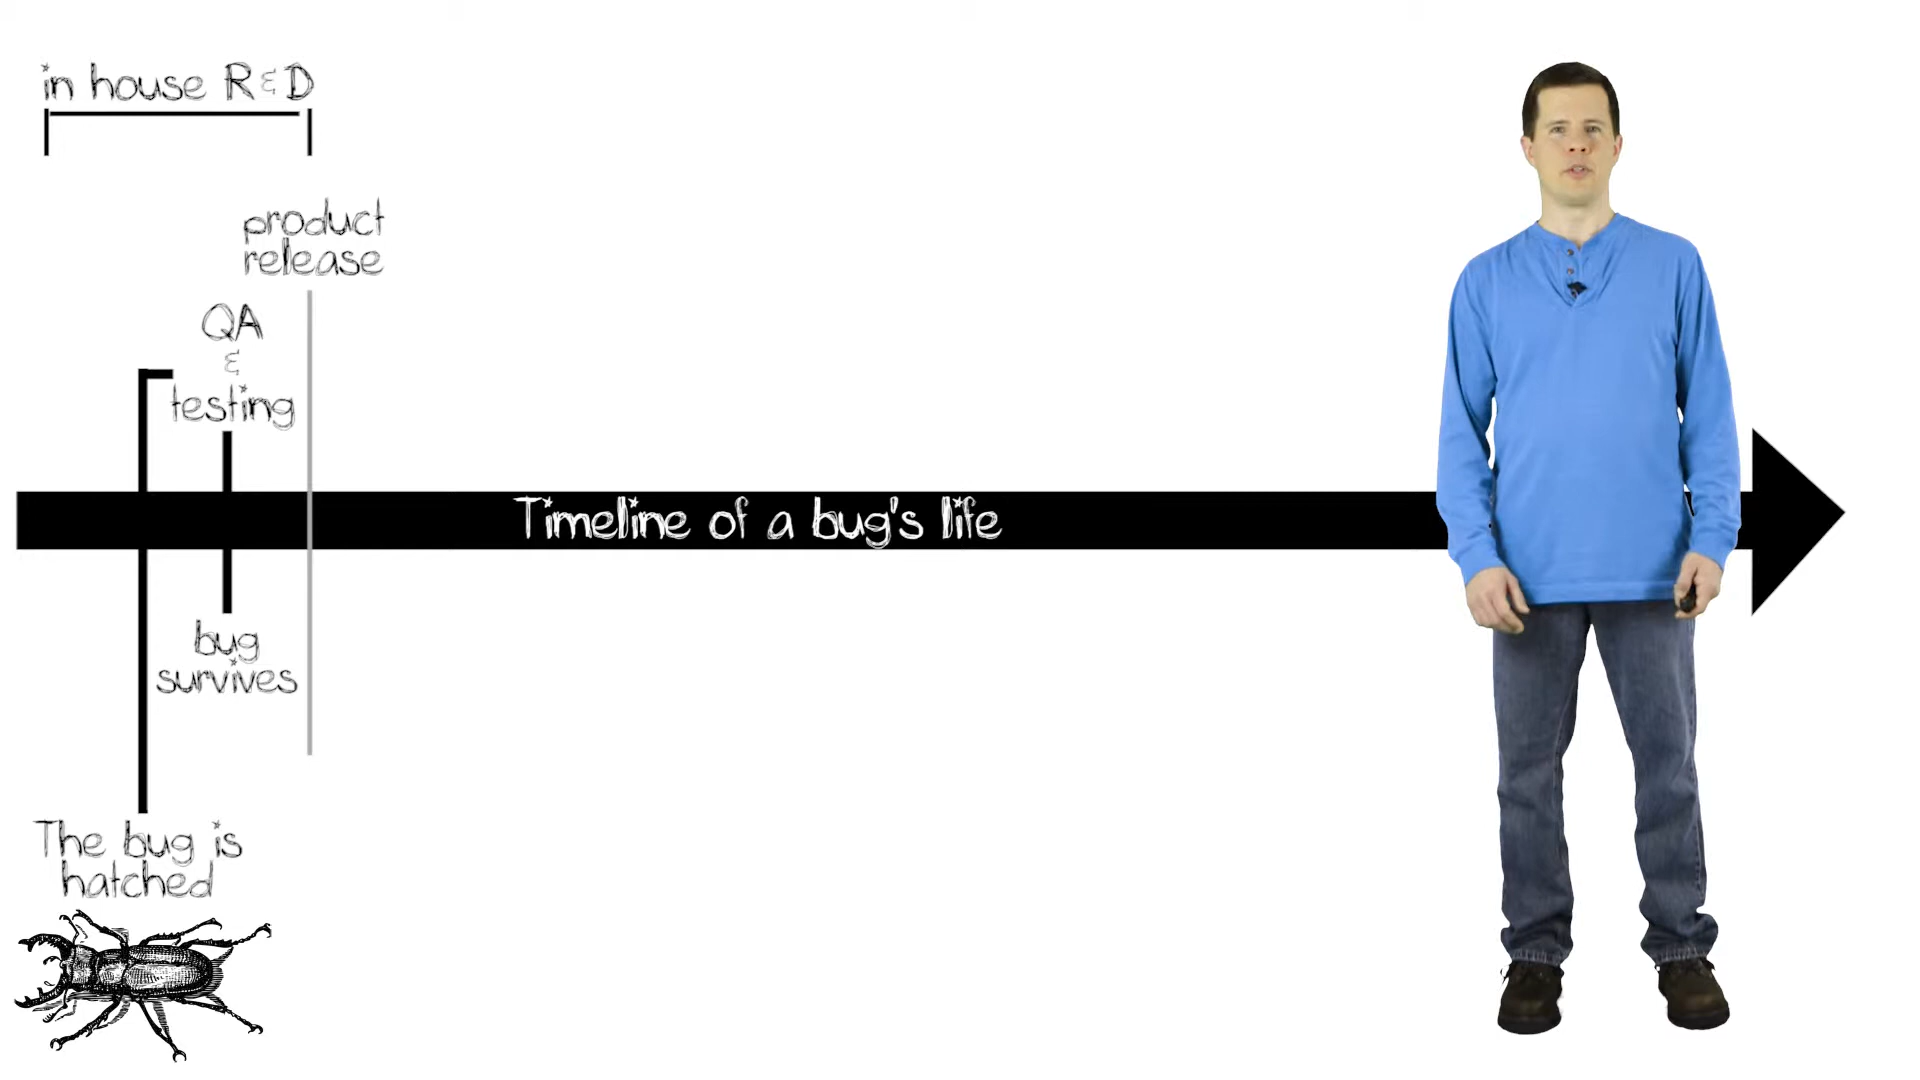 in house R & D
product
release
QA
&
testing
Timeline of a bug's life
bug
survives
The bug is
hatched